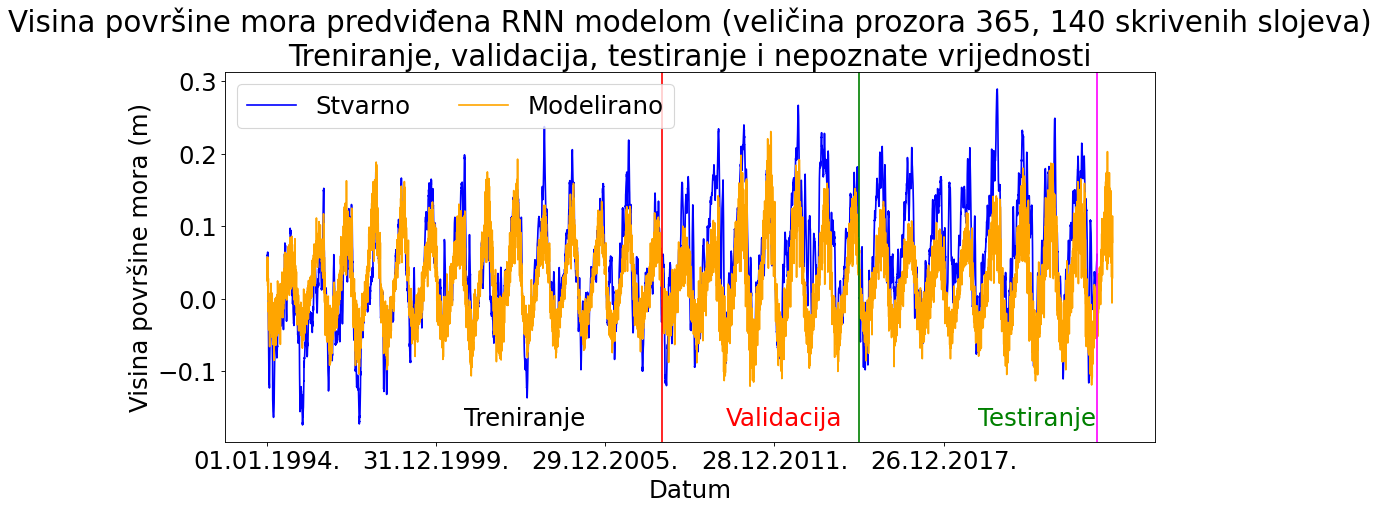 Visina površine mora predviđena RNN modelom (veličina prozora 365, 140 skrivenih slojeva)
Treniranje, validacija, testiranje i nepoznate vrijednosti
Stvarno Modelirano
Visina površine mora (m)
0.3
0.2
0.1
0.0
−0.1
Treniranje Validacija Testiranje
01.01.1994. 31.12.1999. 29.12.2005. 28.12.2011. 26.12.2017.
Datum